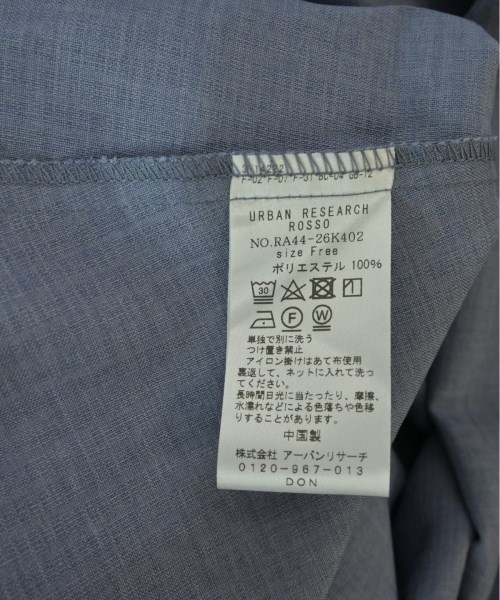 URBAN RESEARCH
ROSSO
NO.RA44-26K402
size Free
ポリエステル 100%
30
F W
単独で別に洗う
つけ置き禁止
アイロン掛けはあて布使用
裏返して、ネットに入れて洗っ
てください。
長時間日光に当たったり、摩擦、
水濡れなどによる色落ちや色移
りすることがあります。
中国製
株式会社 アーバンリサーチ
0120-967-013
DON